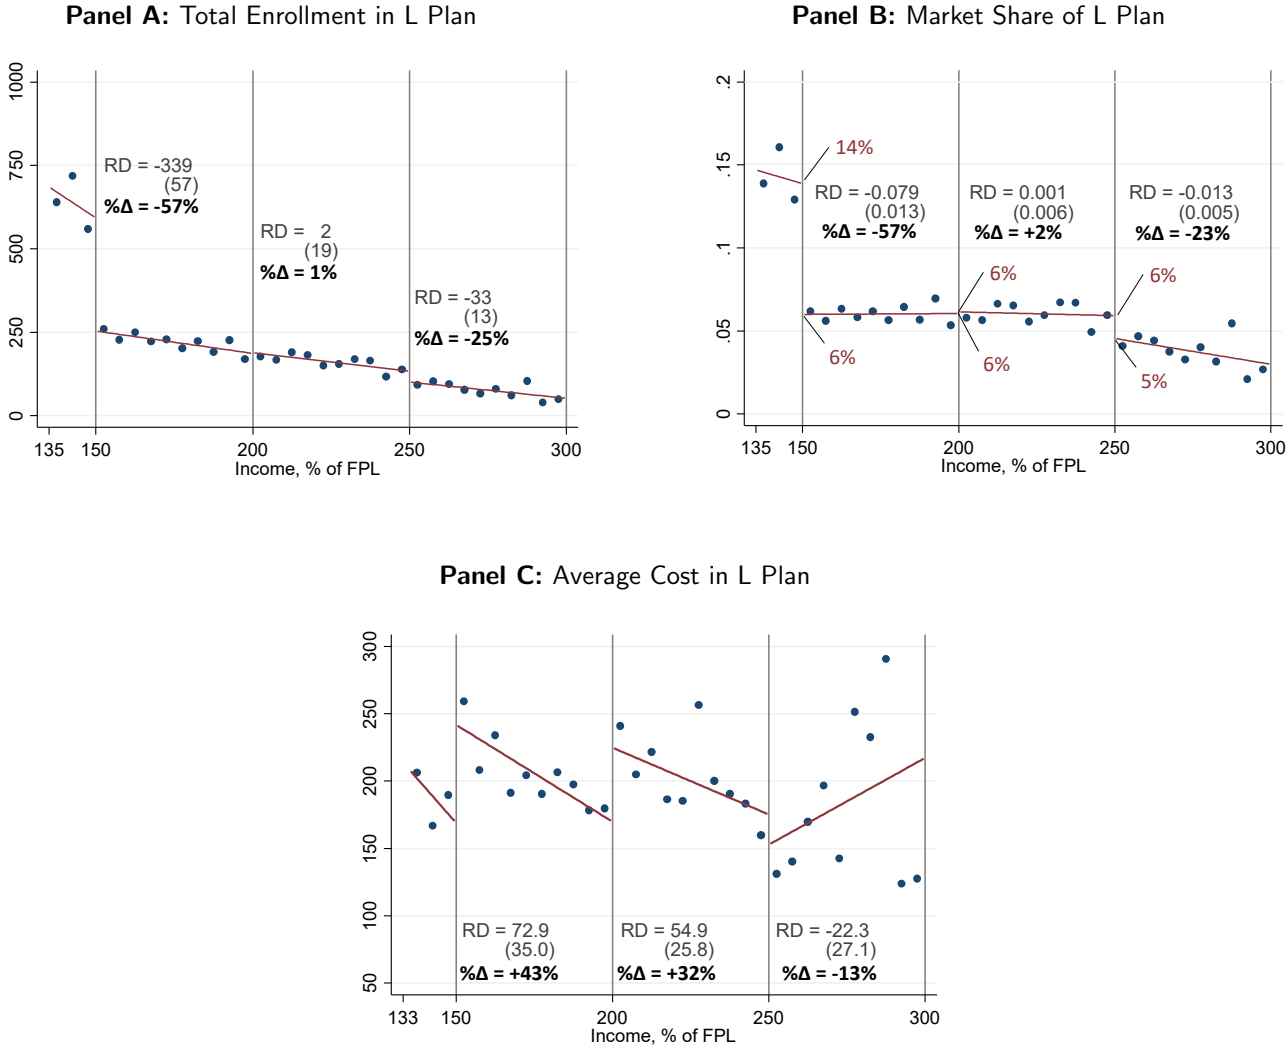 Panel A: Total Enrollment in L Plan
1000
750
500
250
0
RD = -339
(57)
%Δ = -57%
RD = 2
(19)
%Δ = 1%
RD = -33
(13)
%Δ = -25%
135 150 200 250 300
Income, % of FPL
Panel B: Market Share of L Plan
.2
.15
.1
.05
0
14%
RD = -0.079
(0.013)
%Δ = -57%
RD = 0.001
(0.006)
%Δ = +2%
RD = -0.013
(0.005)
%Δ = -23%
6%
6%
6%
6%
5%
135 150 200 250 300
Income, % of FPL
Panel C: Average Cost in L Plan
300
250
200
150
100
50
RD = 72.9
(35.0)
%Δ = +43%
RD = 54.9
(25.8)
%Δ = +32%
RD = -22.3
(27.1)
%Δ = -13%
133 150 200 250 300
Income, % of FPL